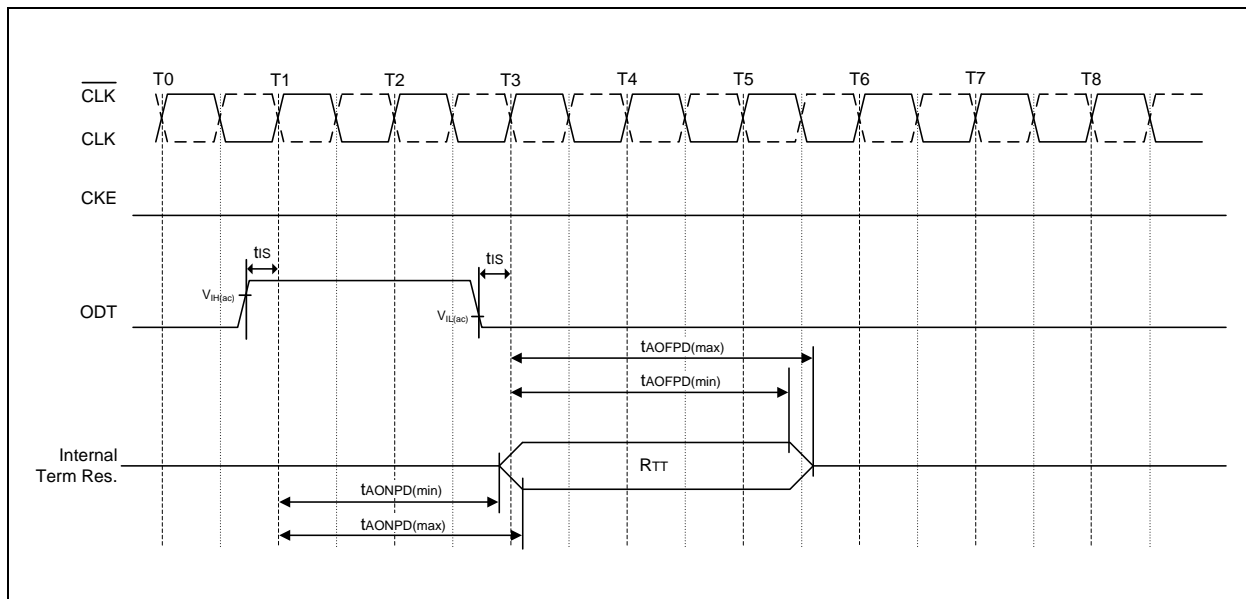 T0 T1 T2 T3 T4 T5 T6 T7 T8
CLK
CLK
CKE
tIS
tIS
VIH(ac)
ODT
VIL(ac)
tAOFPD(max)
tAOFPD(min)
Internal
Term Res.
RTT
tAONPD(min)
tAONPD(max)